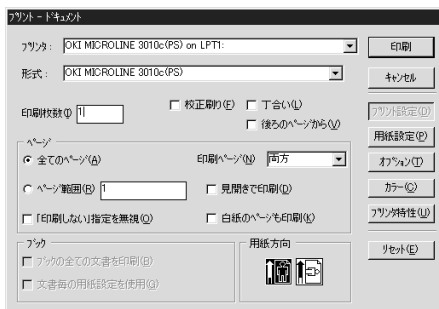 プリント - ドキュメント
プリンタ: OKI MICROLINE 3010c(PS) on LPT1:
印刷
形式: OKI MICROLINE 3010c(PS)
キャンセル
印刷枚数(I) 1
校正刷り(F)
丁合い(L)
プリント設定(D)
後ろのページから(V)
用紙設定(P)
ページ
全てのページ(A)
印刷ページ(N) 両方
オプション(T)
ページ範囲(R) 1
見開きで印刷(D)
カラー(C)
「印刷しない」指定を無視(O)
白紙のページも印刷(K)
プリンタ特性(U)
ブック
用紙方向
リセット(E)
ブックの全ての文書を印刷(B)
文書毎の用紙設定を使用(G)